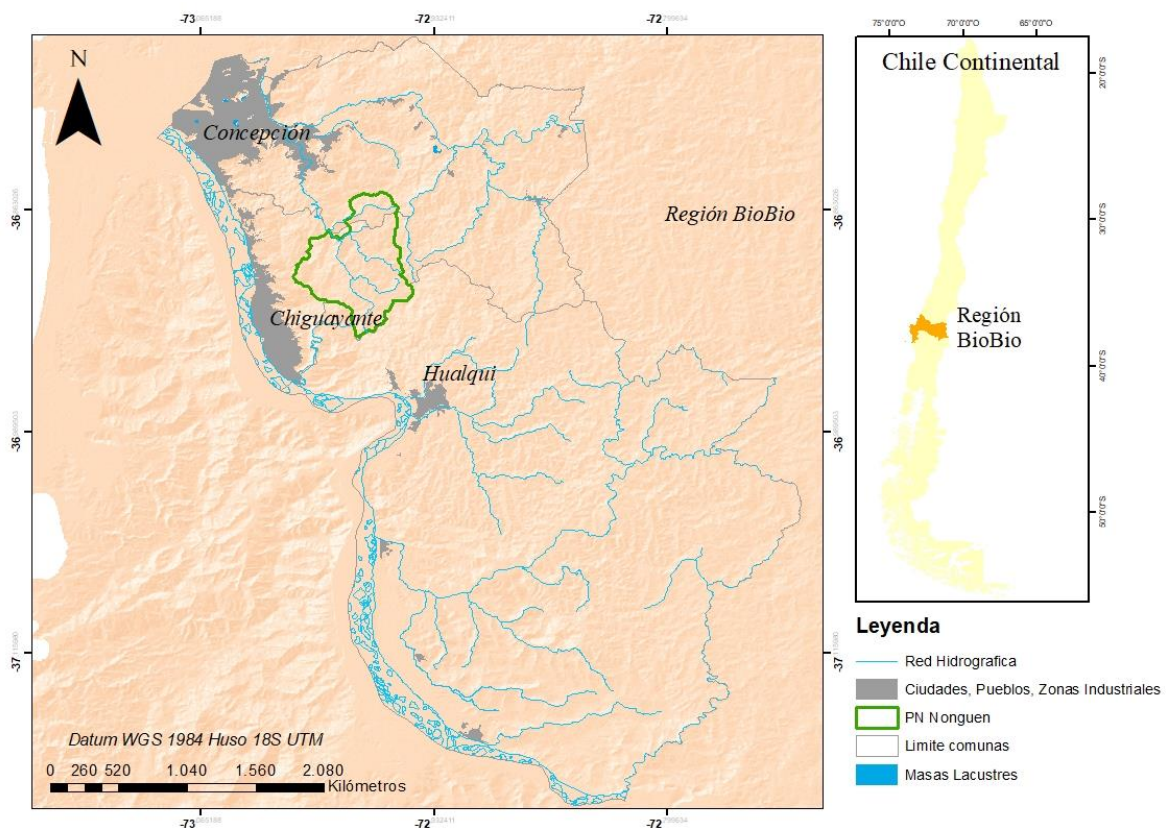 -73
-72
-72
75°0'0"O
70°0'0"O
65°0'0"O
N
Chile Continental
Concepción
Región BioBio
Chiguayante
Hualqui
Región
BioBio
20°0'0"S
30°0'0"S
40°0'0"S
50°0'0"S
-36
-36
-37
-36
-36
-37
Datum WGS 1984 Huso 18S UTM
0 260 520 1.040 1.560 2.080
Kilómetros
-73
-72
-72
Leyenda
Red Hidrografica
Ciudades, Pueblos, Zonas Industriales
PN Nonguen
Limite comunas
Masas Lacustres